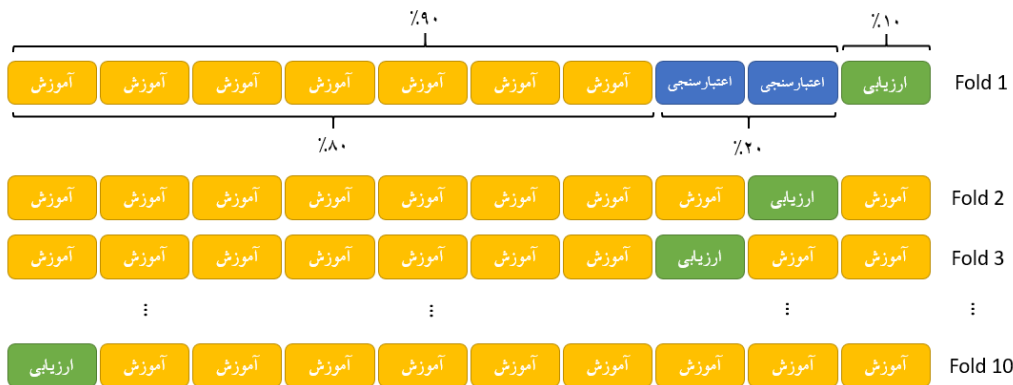 ٪۹۰ ٪۱۰
آموزش آموزش آموزش آموزش آموزش آموزش آموزش اعتبارسنجی اعتبارسنجی ارزیابی Fold 1
٪۸۰ ٪۲۰
آموزش آموزش آموزش آموزش آموزش آموزش آموزش آموزش ارزیابی آموزش Fold 2
آموزش آموزش آموزش آموزش آموزش آموزش آموزش ارزیابی آموزش آموزش Fold 3
⋮ ⋮ ⋮ ⋮
ارزیابی آموزش آموزش آموزش آموزش آموزش آموزش آموزش آموزش آموزش Fold 10